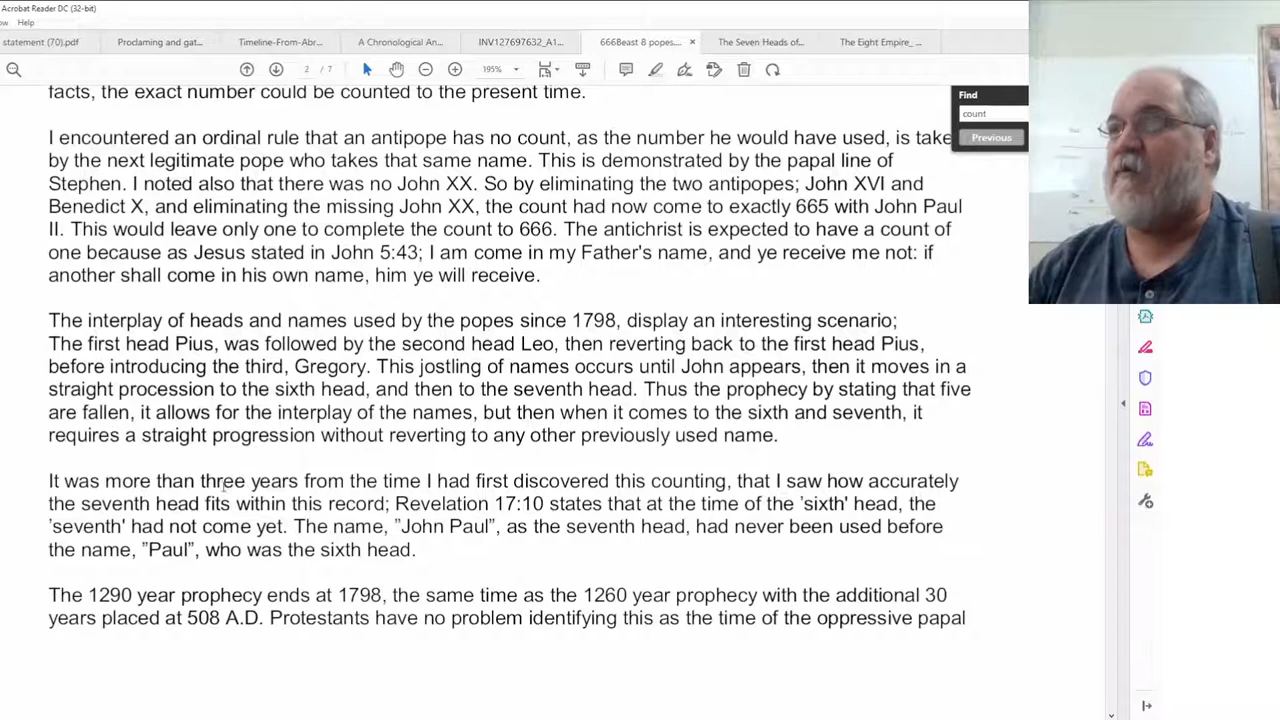 Acrobat Reader DC (32-bit)
Help
statement (70).pdf
Proclaming and gat...
Timeline-From-Abr...
A Chronological An...
INV127697632_A1...
666Beast 8 popes....
The Seven Heads of...
The Eight Empire_ ...
2 / 7
195%
facts, the exact number could be counted to the present time.
Find
count
Previous
I encountered an ordinal rule that an antipope has no count, as the number he would have used, is take
by the next legitimate pope who takes that same name. This is demonstrated by the papal line of
Stephen. I noted also that there was no John XX. So by eliminating the two antipopes; John XVI and
Benedict X, and eliminating the missing John XX, the count had now come to exactly 665 with John Paul
II. This would leave only one to complete the count to 666. The antichrist is expected to have a count of
one because as Jesus stated in John 5:43; I am come in my Father's name, and ye receive me not: if
another shall come in his own name, him ye will receive.
The interplay of heads and names used by the popes since 1798, display an interesting scenario;
The first head Pius, was followed by the second head Leo, then reverting back to the first head Pius,
before introducing the third, Gregory. This jostling of names occurs until John appears, then it moves in a
straight procession to the sixth head, and then to the seventh head. Thus the prophecy by stating that five
are fallen, it allows for the interplay of the names, but then when it comes to the sixth and seventh, it
requires a straight progression without reverting to any other previously used name.
It was more than three years from the time I had first discovered this counting, that I saw how accurately
the seventh head fits within this record; Revelation 17:10 states that at the time of the 'sixth' head, the
'seventh' had not come yet. The name, ”John Paul”, as the seventh head, had never been used before
the name, ”Paul”, who was the sixth head.
The 1290 year prophecy ends at 1798, the same time as the 1260 year prophecy with the additional 30
years placed at 508 A.D. Protestants have no problem identifying this as the time of the oppressive papal